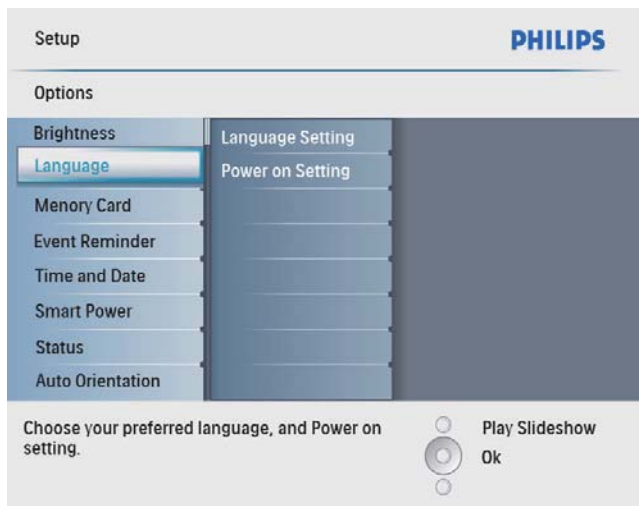 Setup
PHILIPS
Options
Brightness
Language
Menory Card
Event Reminder
Time and Date
Smart Power
Status
Auto Orientation
Language Setting
Power on Setting
Choose your preferred language, and Power on
setting.
Play Slideshow
Ok